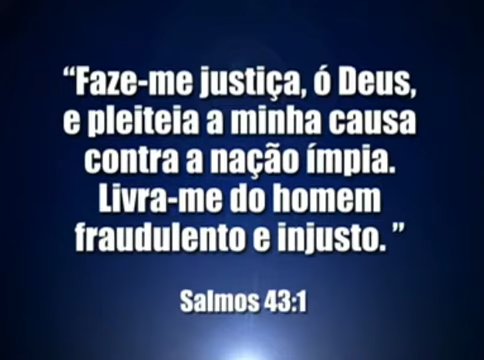 “Faze-me justiça, ó Deus,
e pleiteia a minha causa
contra a nação ímpia.
Livra-me do homem
fraudulento e injusto. ”
Salmos 43:1